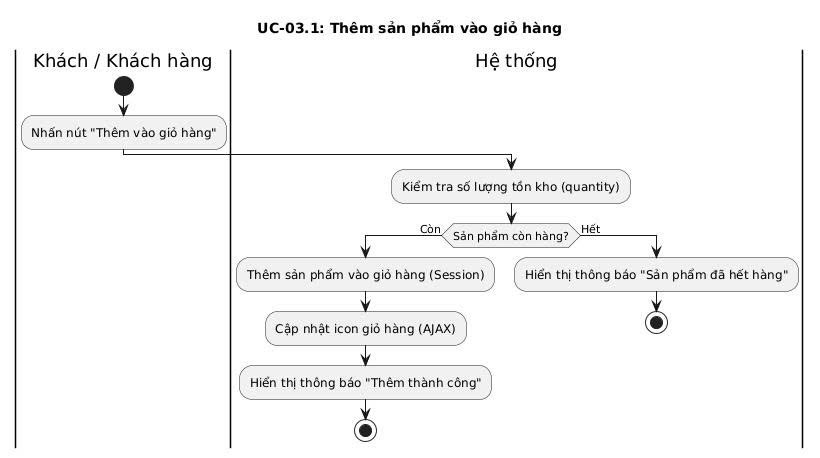 UC-03.1: Thêm sản phẩm vào giỏ hàng
Khách / Khách hàng
Hệ thống
Nhấn nút "Thêm vào giỏ hàng"
Kiểm tra số lượng tồn kho (quantity)
Sản phẩm còn hàng?
Còn
Hết
Thêm sản phẩm vào giỏ hàng (Session)
Hiển thị thông báo "Sản phẩm đã hết hàng"
Cập nhật icon giỏ hàng (AJAX)
Hiển thị thông báo "Thêm thành công"